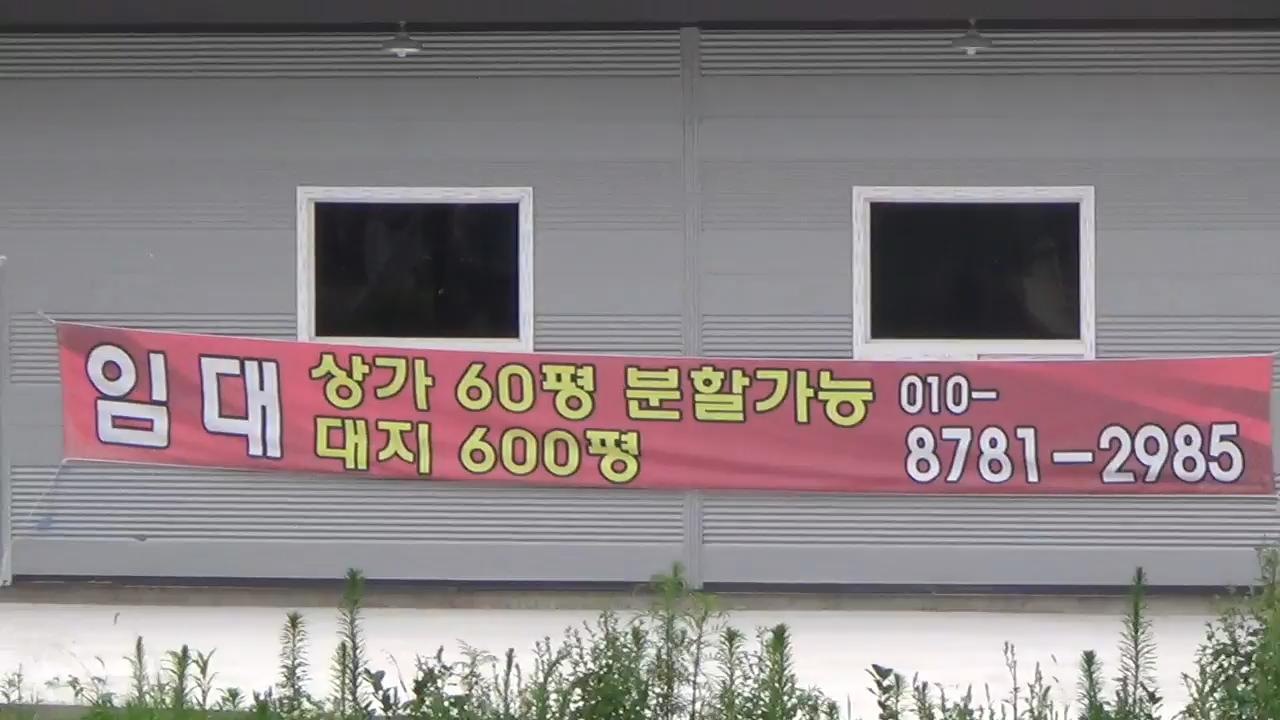 임대
상가 60평 분할가능
대지 600평
010-
8781-2985